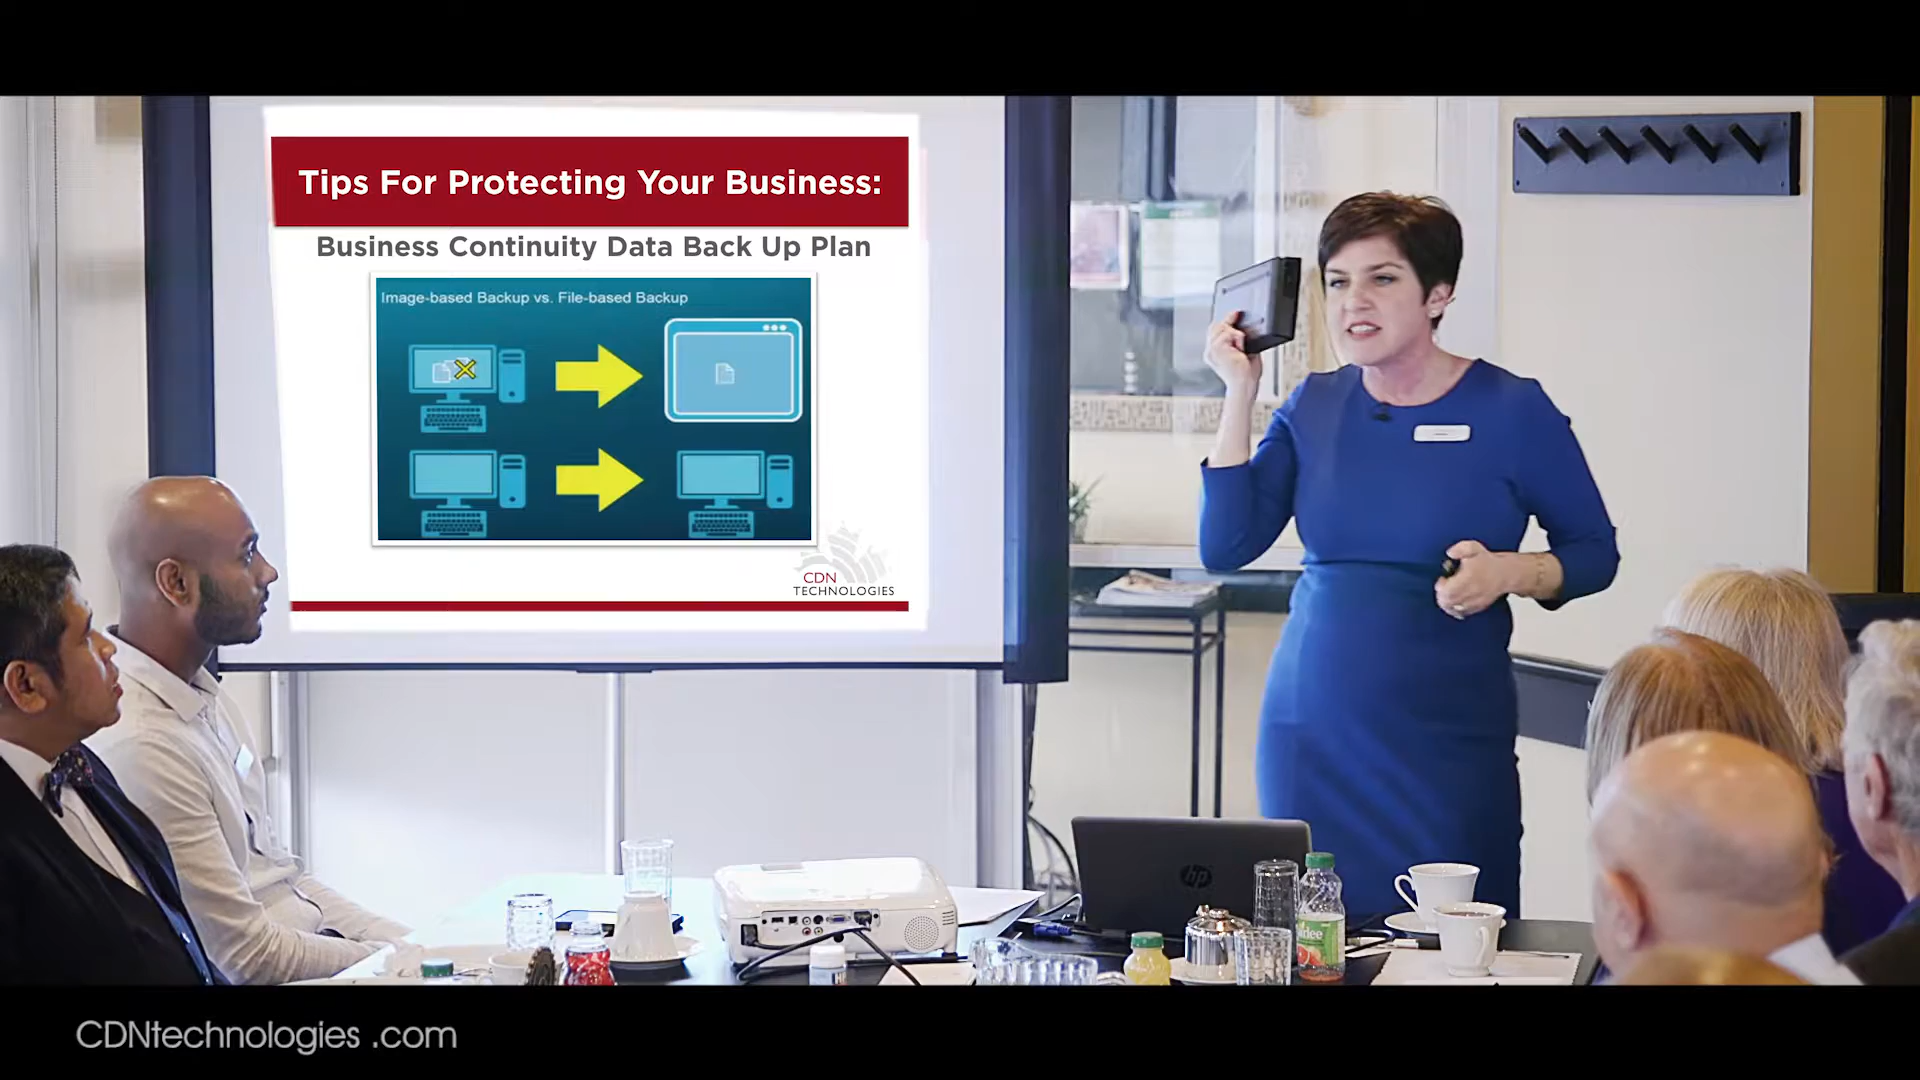 Tips For Protecting Your Business:
Business Continuity Data Back Up Plan
Image-based Backup vs. File-based Backup
CDN
TECHNOLOGIES
hp
CDNtechnologies .com